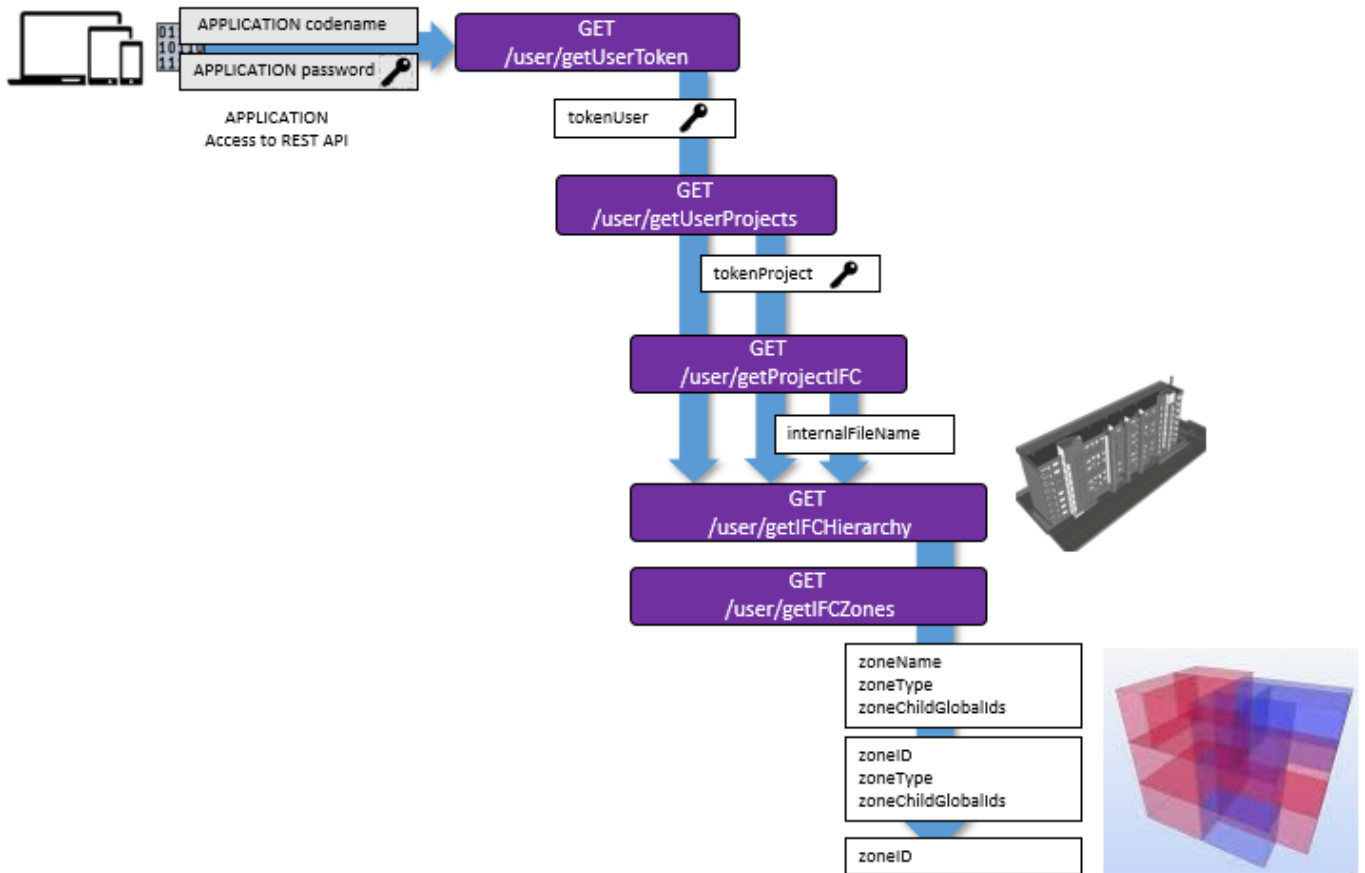 APPLICATION codename
APPLICATION password
APPLICATION
Access to REST API
GET
/user/getUserToken
tokenUser
GET
/user/getUserProjects
tokenProject
GET
/user/getProjectIFC
internalFileName
GET
/user/getIFCHierarchy
GET
/user/getIFCZones
zoneName
zoneType
zoneChildGlobalIds
zoneID
zoneType
zoneChildGlobalIds
zoneID